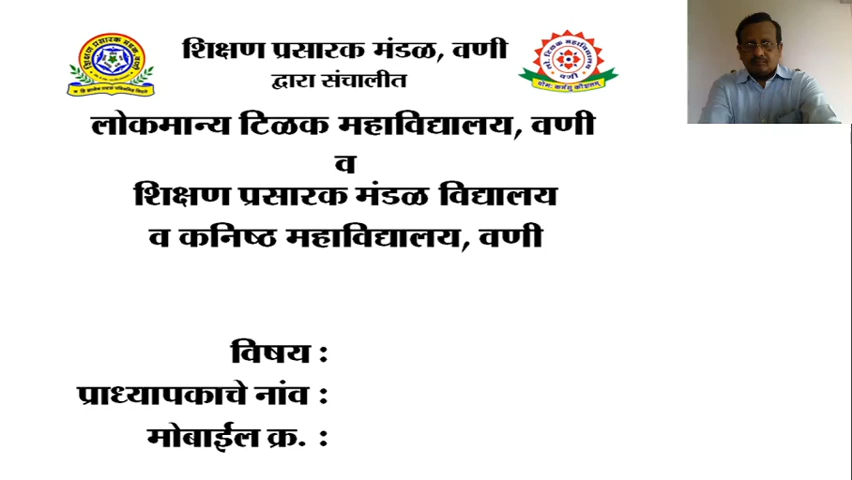 शिक्षण प्रसारक मंडळ, वणी
द्वारा संचालीत
लोकमान्य टिळक महाविद्यालय, वणी
व
शिक्षण प्रसारक मंडळ विद्यालय
व कनिष्ठ महाविद्यालय, वणी
विषय :
प्राध्यापकाचे नांव :
मोबाईल क्र. :